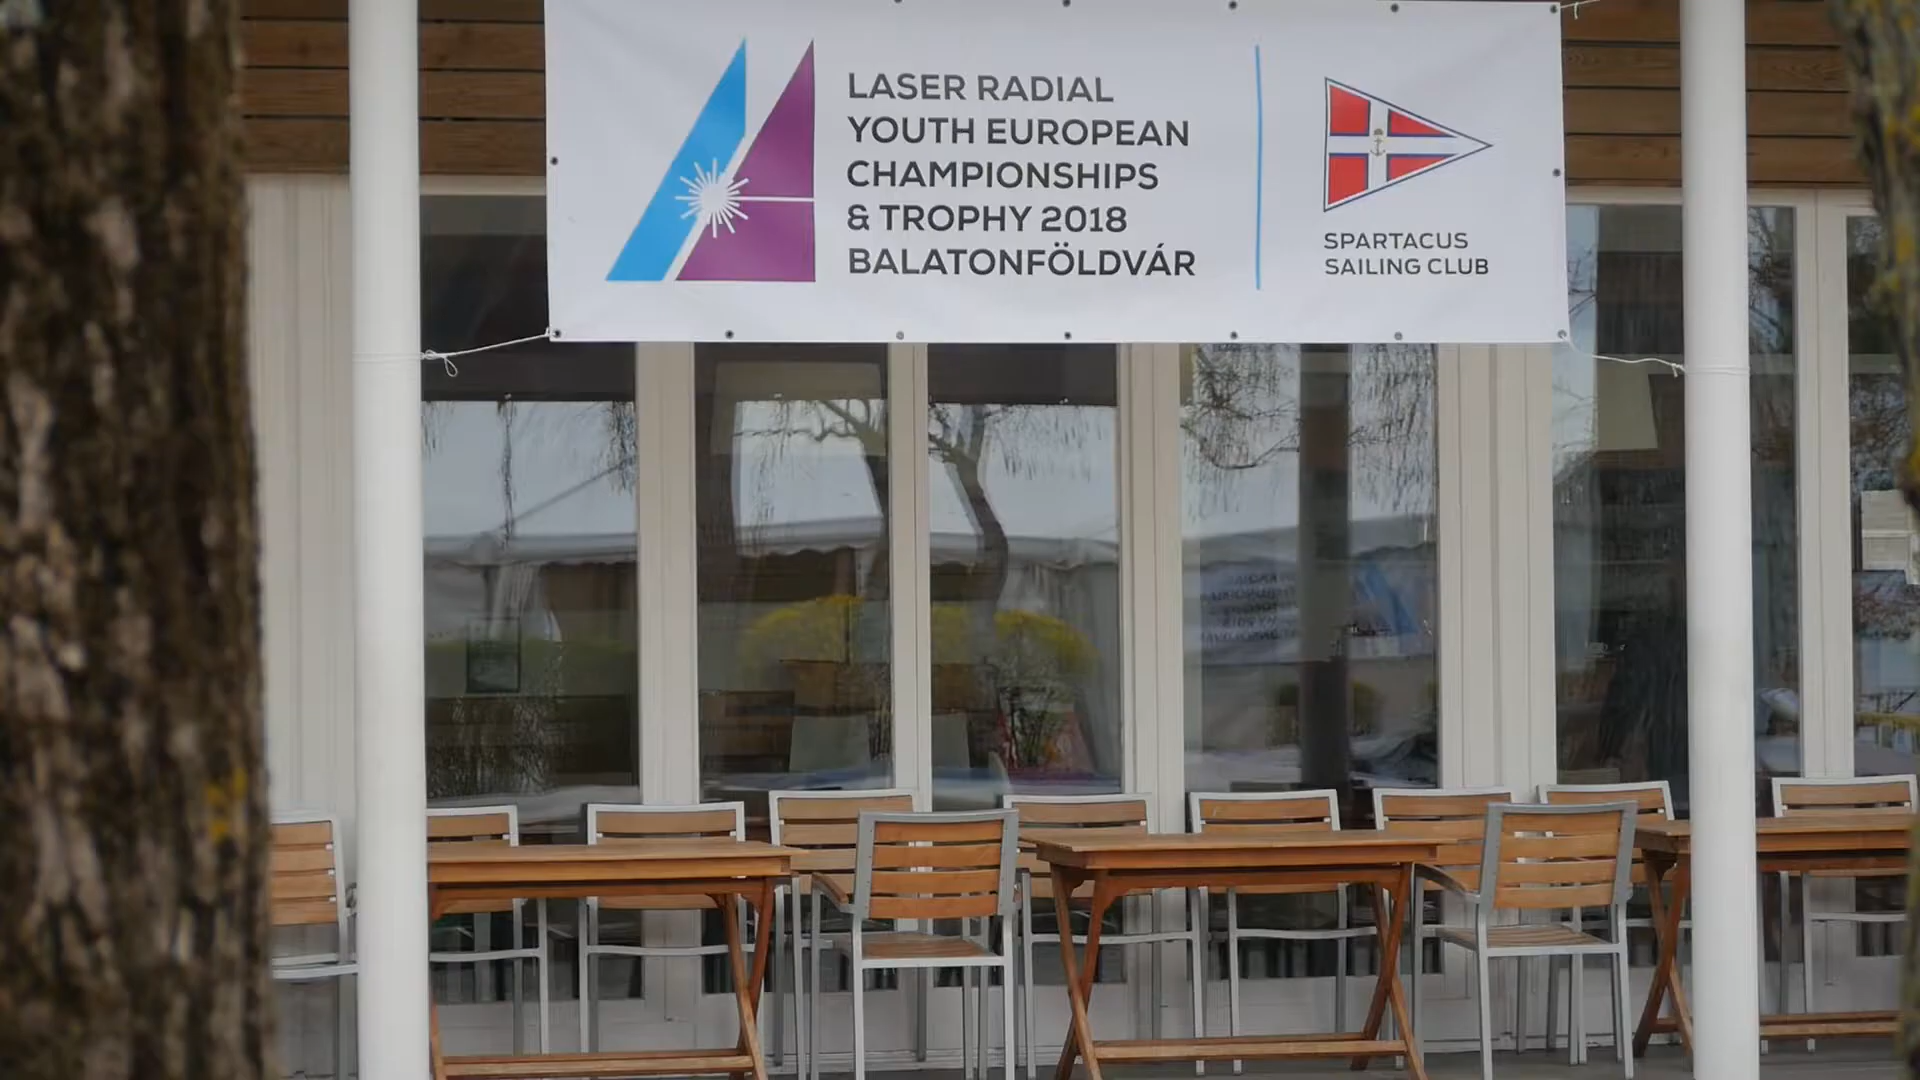 LASER RADIAL
YOUTH EUROPEAN
CHAMPIONSHIPS
& TROPHY 2018
BALATONFÖLDVÁR
SPARTACUS
SAILING CLUB